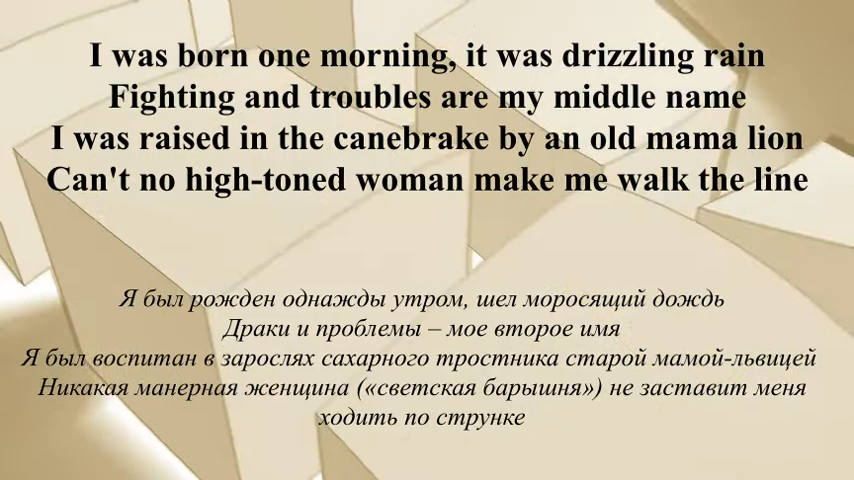 I was born one morning, it was drizzling rain
Fighting and troubles are my middle name
I was raised in the canebrake by an old mama lion
Can't no high-toned woman make me walk the line
Я был рожден однажды утром, шел моросящий дождь
Драки и проблемы – мое второе имя
Я был воспитан в зарослях сахарного тростника старой мамой-львицей
Никакая манерная женщина («светская барышня») не заставит меня
ходить по струнке